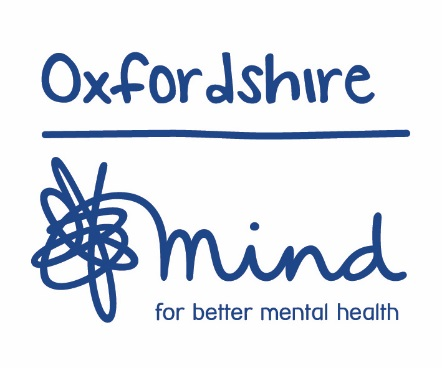 Oxfordshire
mind
for better mental health